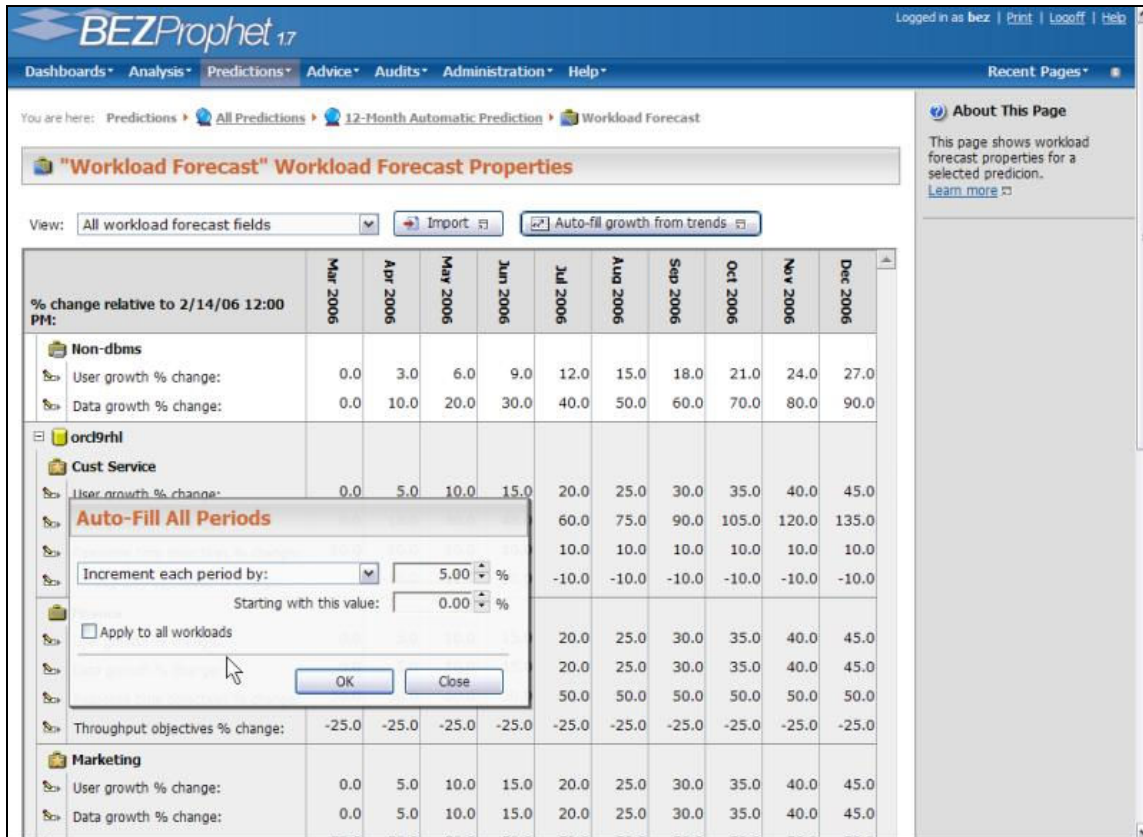 BEZProphet 1.7
Logged in as bez | Print | Logoff | Help
Dashboards Analysis Predictions Advice Audits Administration Help Recent Pages
You are here: Predictions All Predictions 12-Month Automatic Prediction Workload Forecast
"Workload Forecast" Workload Forecast Properties
View: All workload forecast fields Import Auto-fill growth from trends
% change relative to 2/14/06 12:00 PM: Mar 2006 Apr 2006 May 2006 Jun 2006 Jul 2006 Aug 2006 Sep 2006 Oct 2006 Nov 2006 Dec 2006
Non-dbms
User growth % change: 0.0 3.0 6.0 9.0 12.0 15.0 18.0 21.0 24.0 27.0
Data growth % change: 0.0 10.0 20.0 30.0 40.0 50.0 60.0 70.0 80.0 90.0
orcl9rhl
Cust Service
User growth % change: 0.0 5.0 10.0 15.0 20.0 25.0 30.0 35.0 40.0 45.0
60.0 75.0 90.0 105.0 120.0 135.0
10.0 10.0 10.0 10.0 10.0 10.0
-10.0 -10.0 -10.0 -10.0 -10.0 -10.0
20.0 25.0 30.0 35.0 40.0 45.0
20.0 25.0 30.0 35.0 40.0 45.0
50.0 50.0 50.0 50.0 50.0 50.0
Throughput objectives % change: -25.0 -25.0 -25.0 -25.0 -25.0 -25.0 -25.0 -25.0 -25.0 -25.0
Marketing
User growth % change: 0.0 5.0 10.0 15.0 20.0 25.0 30.0 35.0 40.0 45.0
Data growth % change: 0.0 5.0 10.0 15.0 20.0 25.0 30.0 35.0 40.0 45.0
Auto-Fill All Periods
Increment each period by: 5.00 %
Starting with this value: 0.00 %
Apply to all workloads
OK Close
About This Page
This page shows workload
forecast properties for a
selected predicion.
Learn more